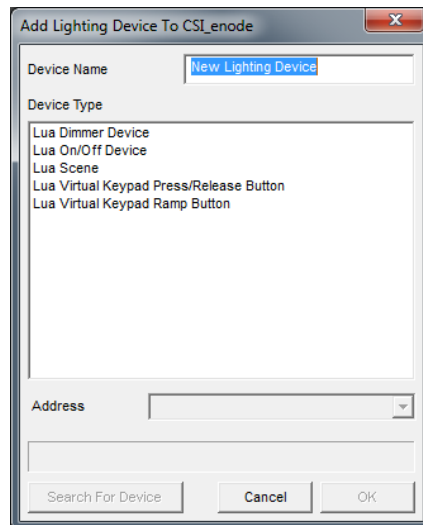 Add Lighting Device To CSI_enode
Device Name
New Lighting Device
Device Type
Lua Dimmer Device
Lua On/Off Device
Lua Scene
Lua Virtual Keypad Press/Release Button
Lua Virtual Keypad Ramp Button
Address
Search For Device
Cancel
OK